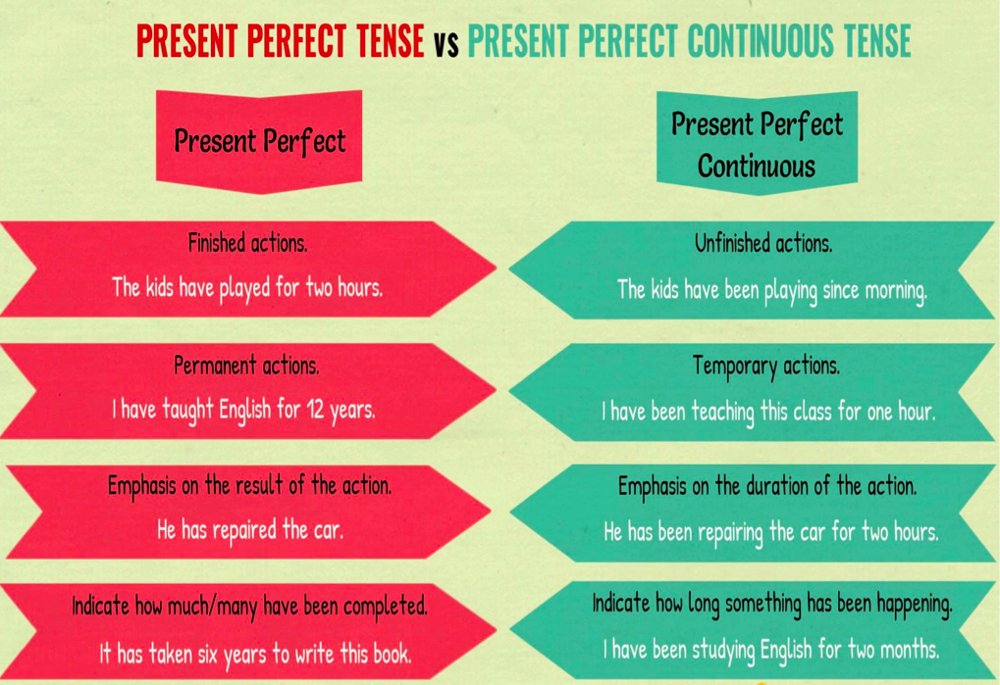 PRESENT PERFECT TENSE vs PRESENT PERFECT CONTINUOUS TENSE
Present Perfect
Finished actions.
The kids have played for two hours.
Permanent actions.
I have taught English for 12 years.
Emphasis on the result of the action.
He has repaired the car.
Indicate how much/many have been completed.
It has taken six years to write this book.
Present Perfect
Continuous
Unfinished actions.
The kids have been playing since morning.
Temporary actions.
I have been teaching this class for one hour.
Emphasis on the duration of the action.
He has been repairing the car for two hours.
Indicate how long something has been happening.
I have been studying English for two months.